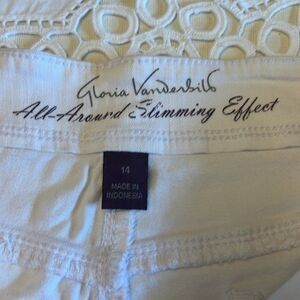 Gloria Vanderbilt
All-Around Slimming Effect
14
MADE IN
INDONESIA